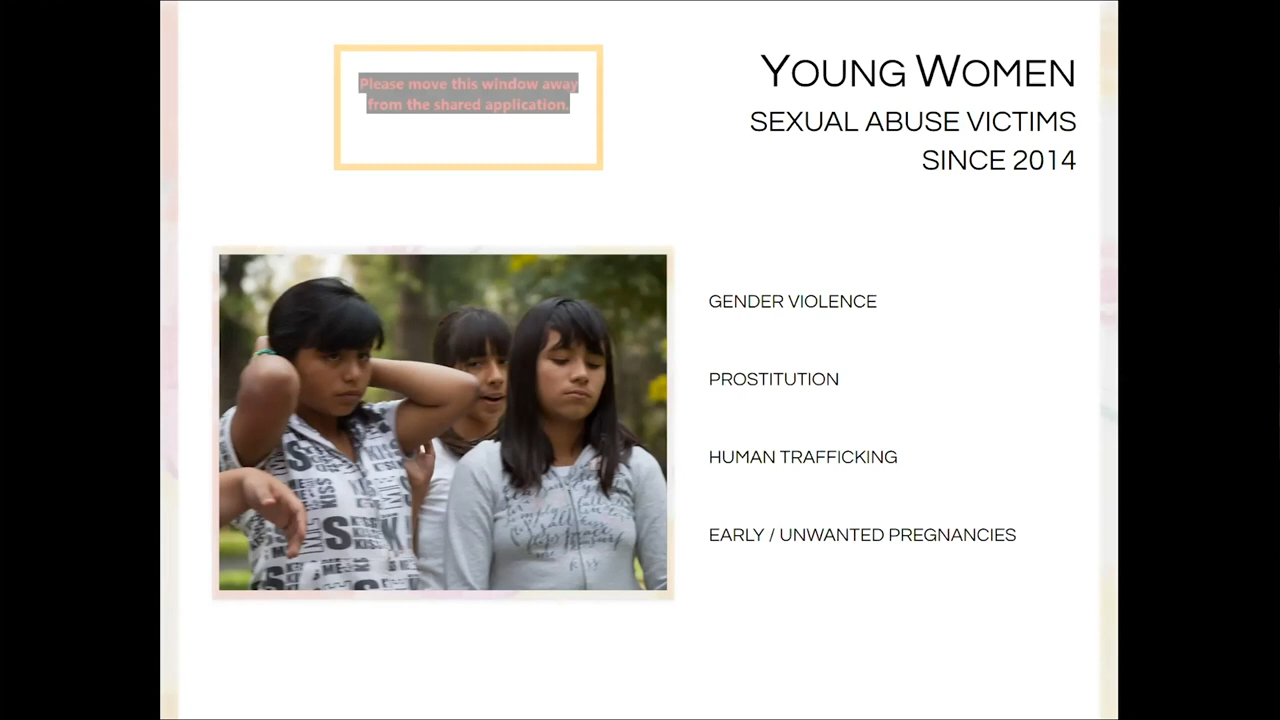 Please move this window away
from the shared application.
YOUNG WOMEN
SEXUAL ABUSE VICTIMS
SINCE 2014
GENDER VIOLENCE
PROSTITUTION
HUMAN TRAFFICKING
EARLY / UNWANTED PREGNANCIES